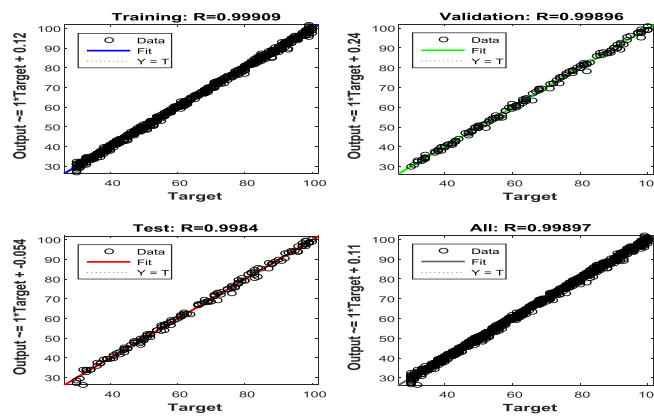 Training: R=0.99909
Output ~= 1*Target + 0.12
100
90
80
70
60
50
40
30
Data
Fit
Y = T
40
60
80
100
Target
Validation: R=0.99896
Output ~= 1*Target + 0.24
100
90
80
70
60
50
40
30
Data
Fit
Y = T
40
60
80
100
Target
Test: R=0.9984
Output ~= 1*Target + -0.054
100
90
80
70
60
50
40
30
Data
Fit
Y = T
40
60
80
100
Target
All: R=0.99897
Output ~= 1*Target + 0.11
100
90
80
70
60
50
40
30
Data
Fit
Y = T
40
60
80
100
Target